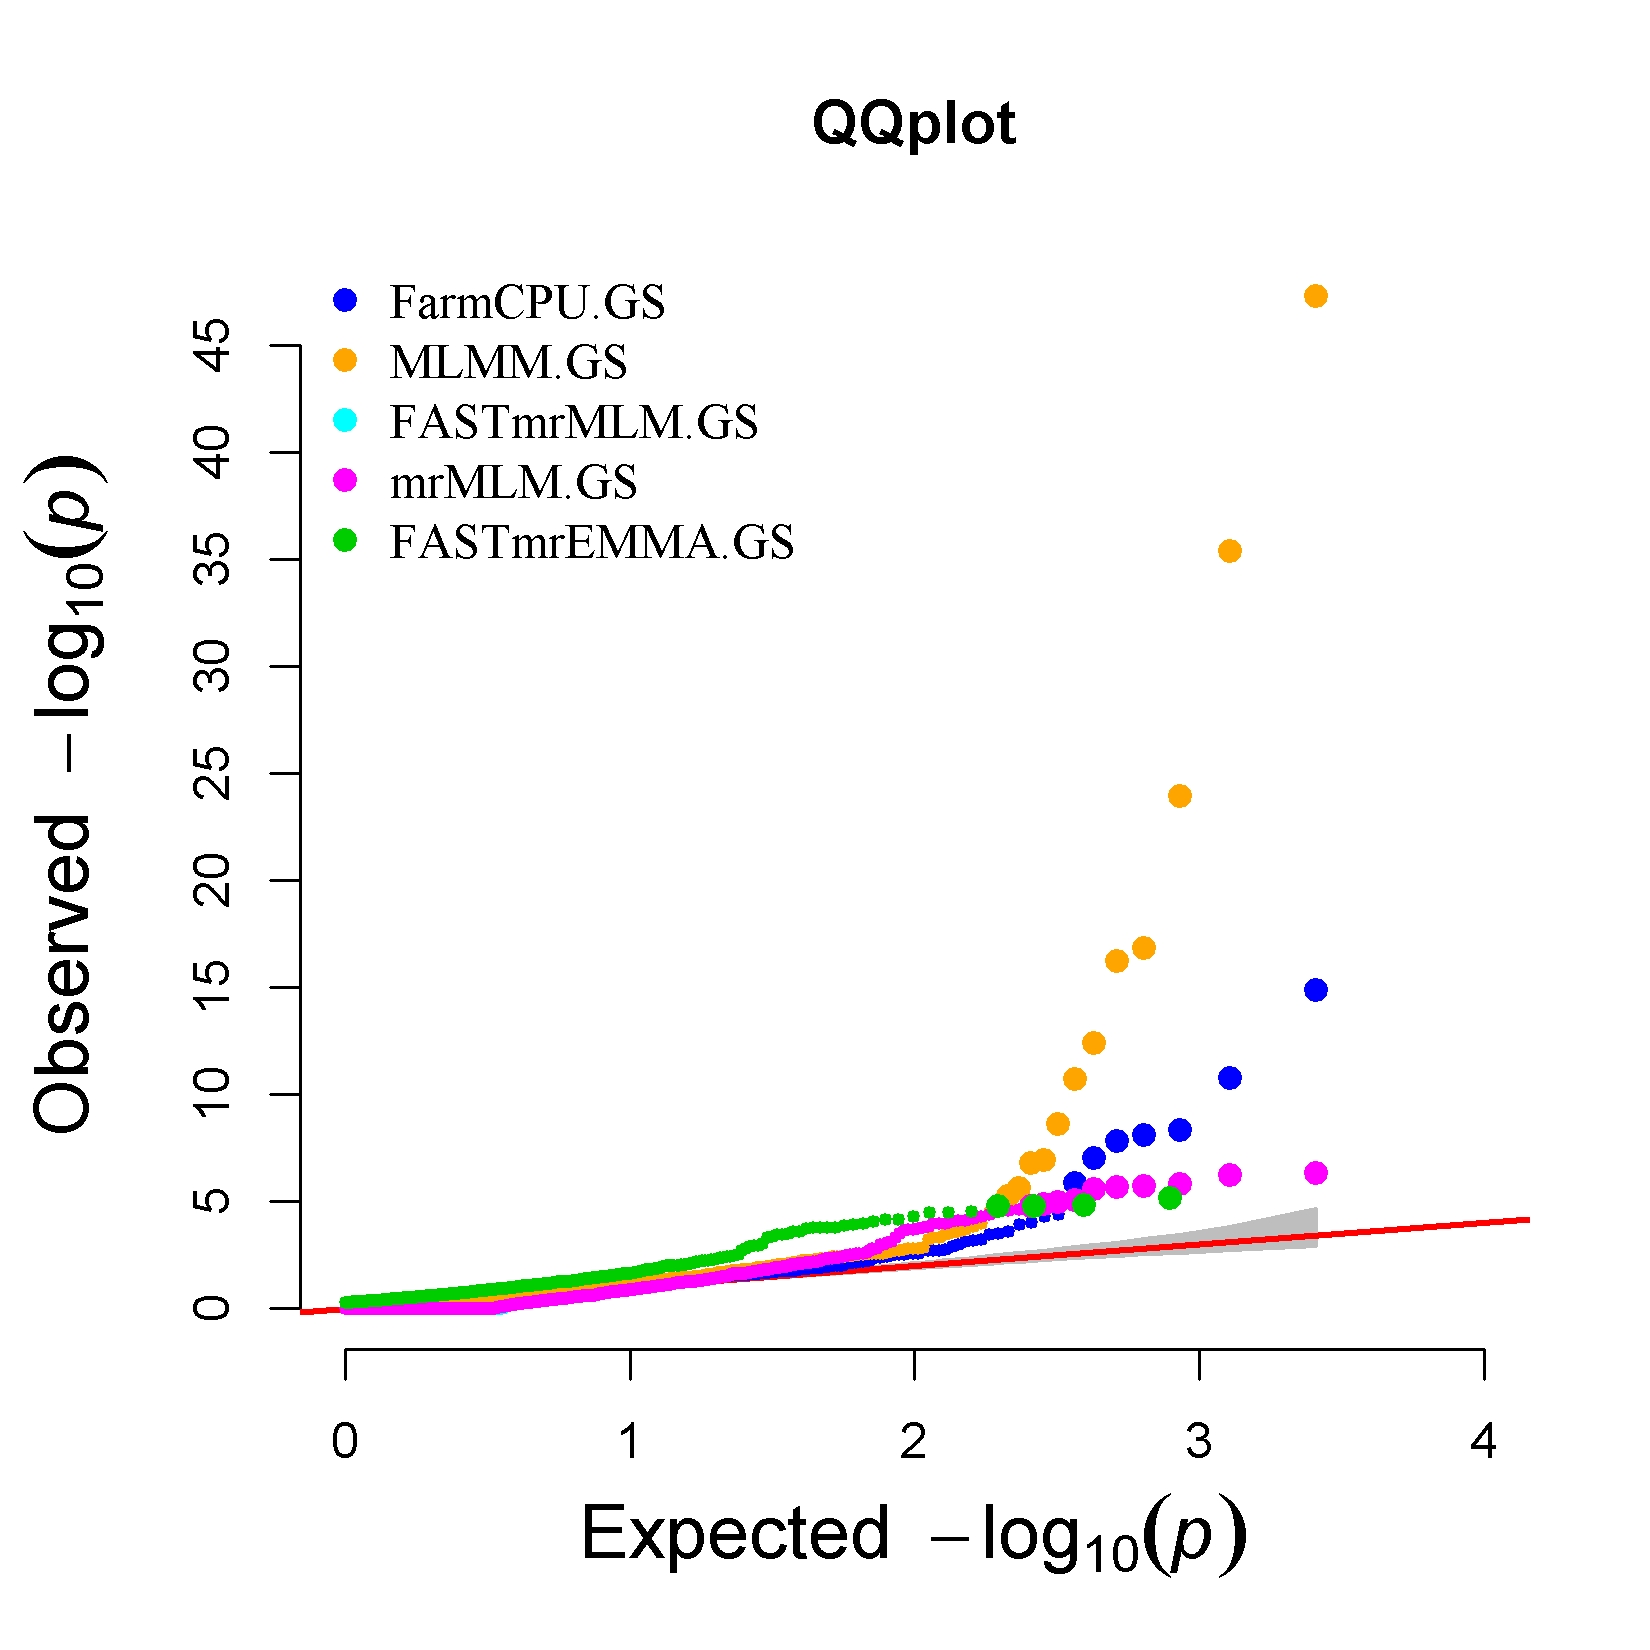 QQplot
FarmCPU.GS
MLMM.GS
FASTmrMLM.GS
mrMLM.GS
FASTmrEMMA.GS
Observed −log₁₀(p)
45
40
35
30
25
20
15
10
5
0
0 1 2 3 4
Expected −log₁₀(p)